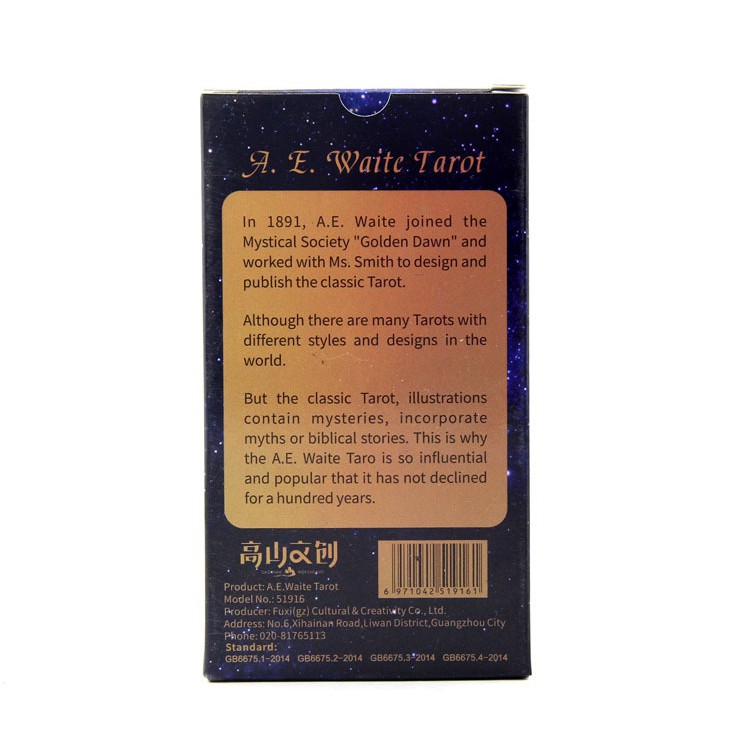 A. E. Waite Tarot
In 1891, A.E. Waite joined the
Mystical Society "Golden Dawn" and
worked with Ms. Smith to design and
publish the classic Tarot.
Although there are many Tarots with
different styles and designs in the
world.
But the classic Tarot, illustrations
contain mysteries, incorporate
myths or biblical stories. This is why
the A.E. Waite Taro is so influential
and popular that it has not declined
for a hundred years.
高山文创
6 971042 519161
Product: A.E.Waite Tarot
Model No.: 51916
Producer: Fuxi(gz) Cultural & Creativity Co., Ltd.
Address: No.6,Xihainan Road,Liwan District,Guangzhou City
Phone: 020-81765113
Standard:
GB6675.1-2014 GB6675.2-2014 GB6675.3-2014 GB6675.4-2014